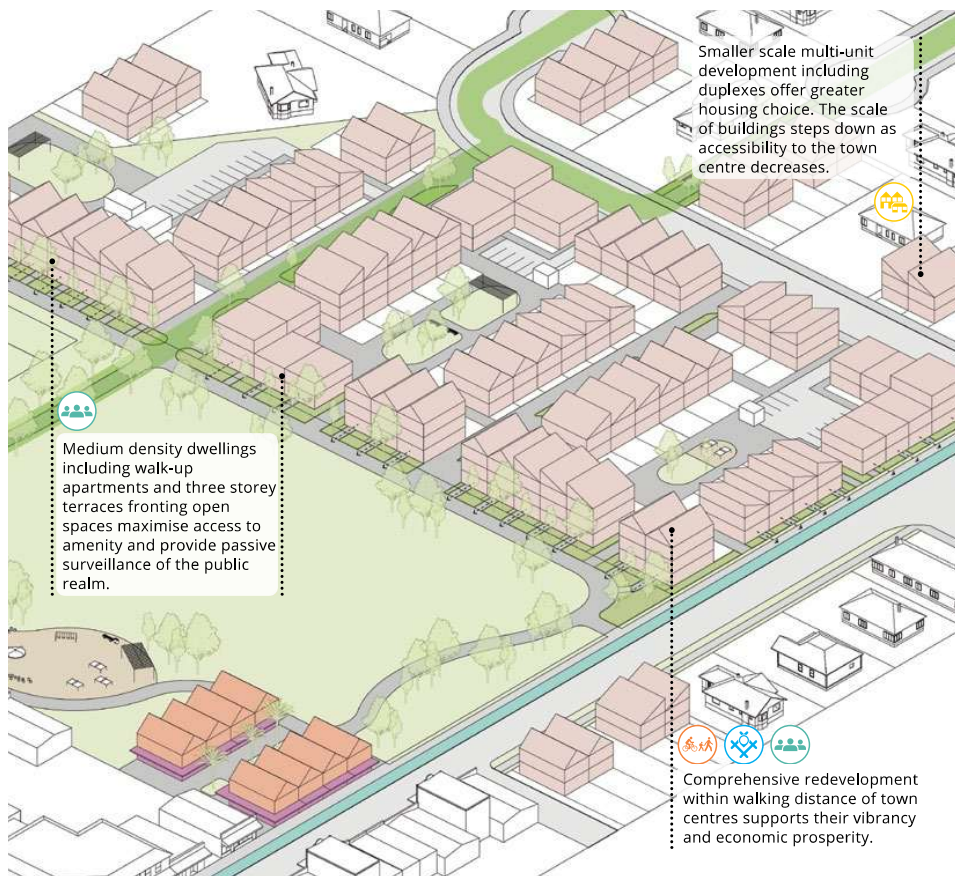 Smaller scale multi-unit
development including
duplexes offer greater
housing choice. The scale
of buildings steps down as
accessibility to the town
centre decreases.
Medium density dwellings
including walk-up
apartments and three storey
terraces fronting open
spaces maximise access to
amenity and provide passive
surveillance of the public
realm.
Comprehensive redevelopment
within walking distance of town
centres supports their vibrancy
and economic prosperity.